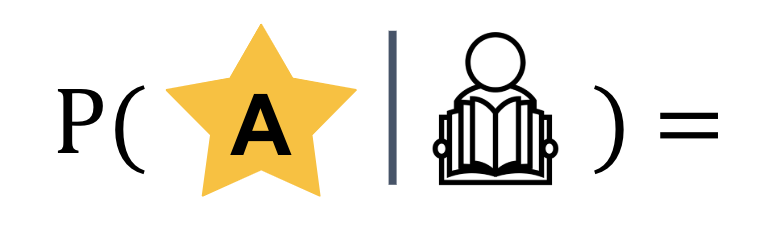 P( A | ) =